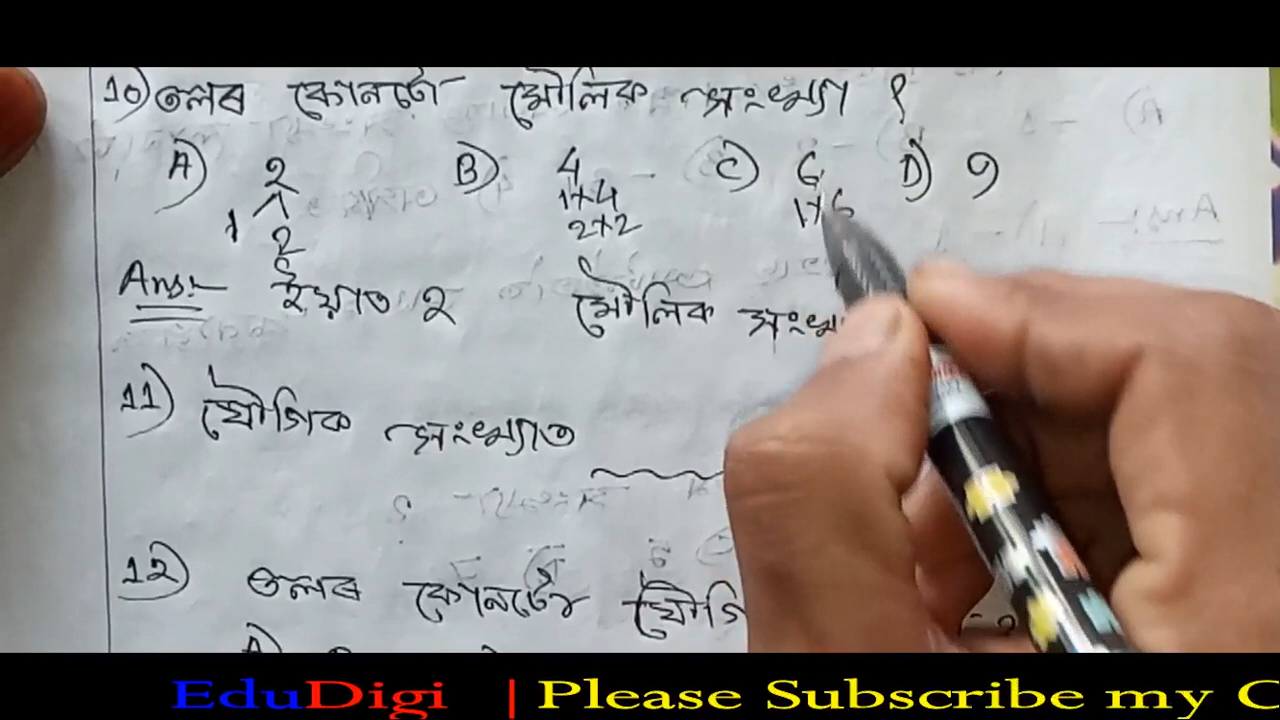 10) তলৰ কোনটো মৌলিক সংখ্যা ?
A) 2 B) 4 C) 6 D) 9
1 2 1×4 1×6
2×2
Ans:- ইয়াত 2 মৌলিক সংখ্যা
11) যৌগিক সংখ্যাত
12) তলৰ কোনটো যৌগি
EduDigi | Please Subscribe my C